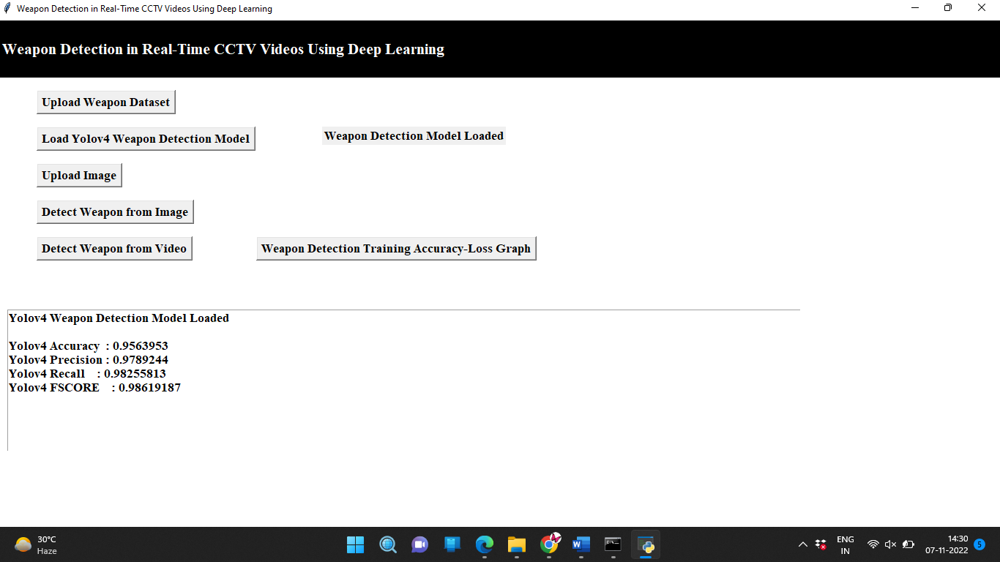 Weapon Detection in Real-Time CCTV Videos Using Deep Learning
Weapon Detection in Real-Time CCTV Videos Using Deep Learning
Upload Weapon Dataset
Load Yolov4 Weapon Detection Model
Weapon Detection Model Loaded
Upload Image
Detect Weapon from Image
Detect Weapon from Video
Weapon Detection Training Accuracy-Loss Graph
Yolov4 Weapon Detection Model Loaded
Yolov4 Accuracy : 0.9563953
Yolov4 Precision : 0.9789244
Yolov4 Recall : 0.98255813
Yolov4 FSCORE : 0.98619187
30°C
Haze
ENG
IN
14:30
07-11-2022
5